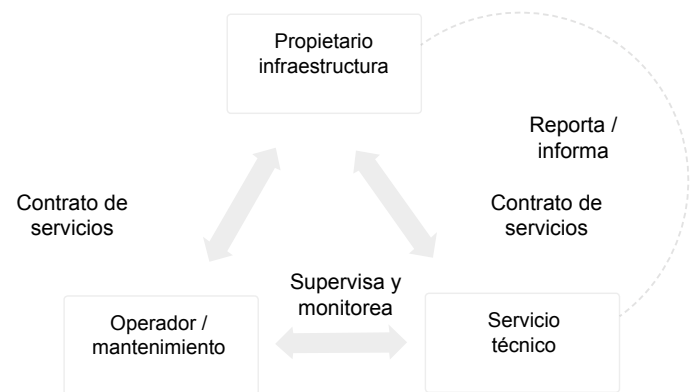 Propietario
infraestructura
Reporta /
informa
Contrato de
servicios
Contrato de
servicios
Supervisa y
monitorea
Operador /
mantenimiento
Servicio
técnico